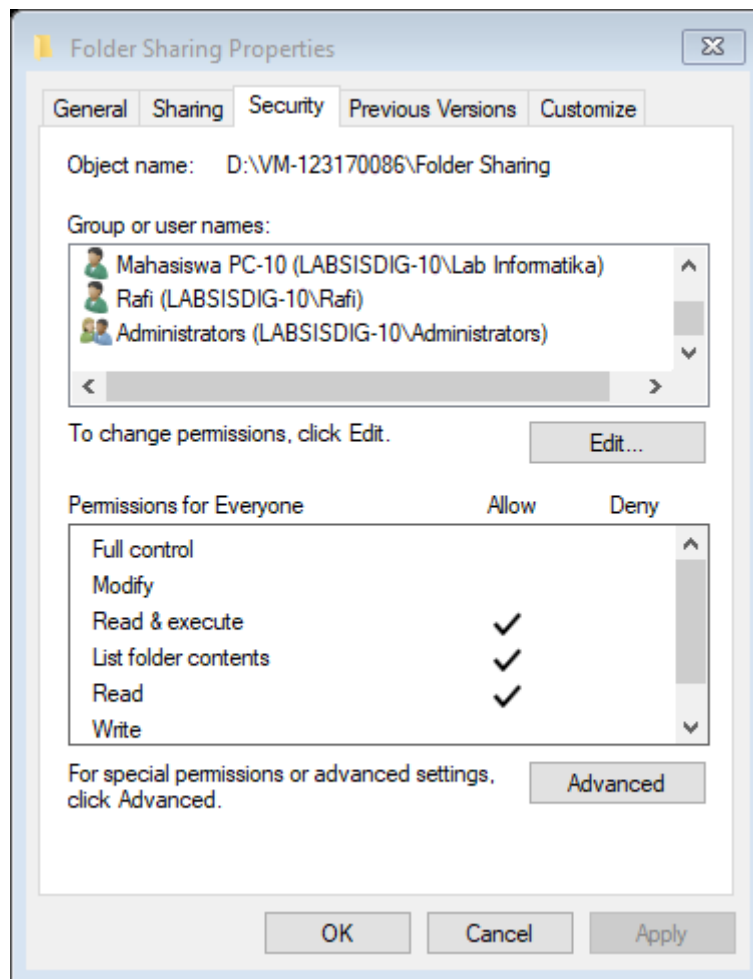 Folder Sharing Properties
General Sharing Security Previous Versions Customize
Object name: D:\VM-123170086\Folder Sharing
Group or user names:
Mahasiswa PC-10 (LABSISDIG-10\Lab Informatika)
Rafi (LABSISDIG-10\Rafi)
Administrators (LABSISDIG-10\Administrators)
To change permissions, click Edit.
Edit...
Permissions for Everyone Allow Deny
Full control
Modify
Read & execute
List folder contents
Read
Write
For special permissions or advanced settings,
click Advanced.
Advanced
OK Cancel Apply